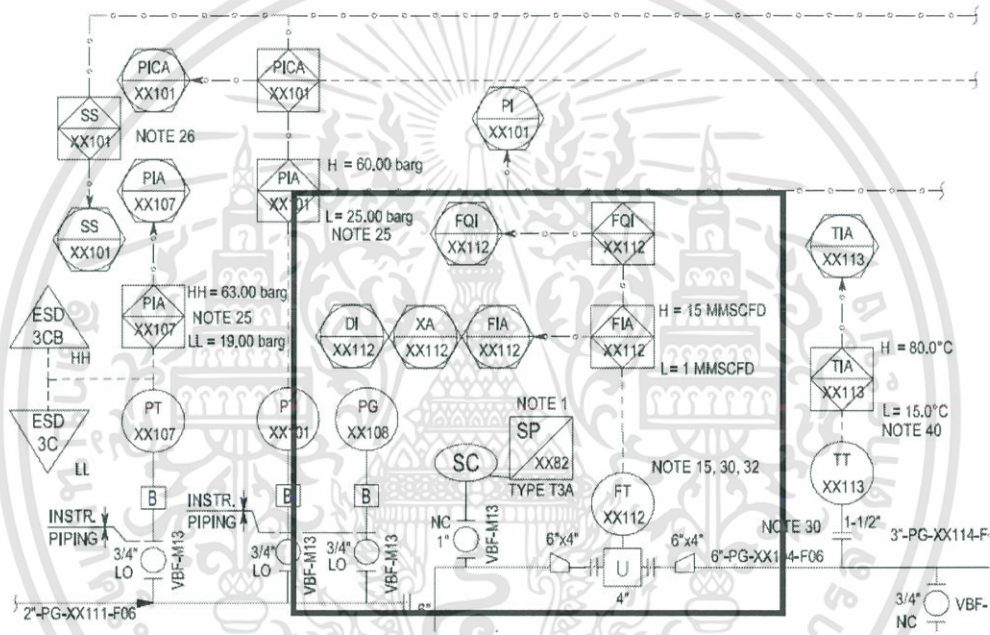 PICA
XX101
PICA
XX101
SS
XX101
NOTE 26
PI
XX101
PIA
XX107
PIA
XX101
H = 60.00 barg
L= 25.00 barg
NOTE 25
SS
XX101
FQI
XX112
FQI
XX112
TIA
XX113
PIA
XX107
HH = 63.00 barg
NOTE 25
LL = 19.00 barg
ESD
3CB
HH
DI
XX112
XA
XX112
FIA
XX112
FIA
XX112
H = 15 MMSCFD
L= 1 MMSCFD
TIA
XX113
H = 80.0°C
L= 15.0°C
NOTE 40
ESD
3C
LL
PT
XX107
XX101
PG
XX108
NOTE 1
SP
XX82
TYPE T3A
SC
NOTE 15, 30, 32
FT
XX112
TT
XX113
B
B
B
INSTR.
PIPING
INSTR.
PIPING
3/4"
LO
VBF-M13
3/4"
LO
VBF-M13
3/4"
LO
VBF-M13
NC
1"
VBF-M13
NOTE 30
1-1/2"
6"x4"
6"x4"
U
4"
6"-PG-XX104-F06
3"-PG-XX114-F
2"-PG-XX111-F06
3/4"
NC
VBF-